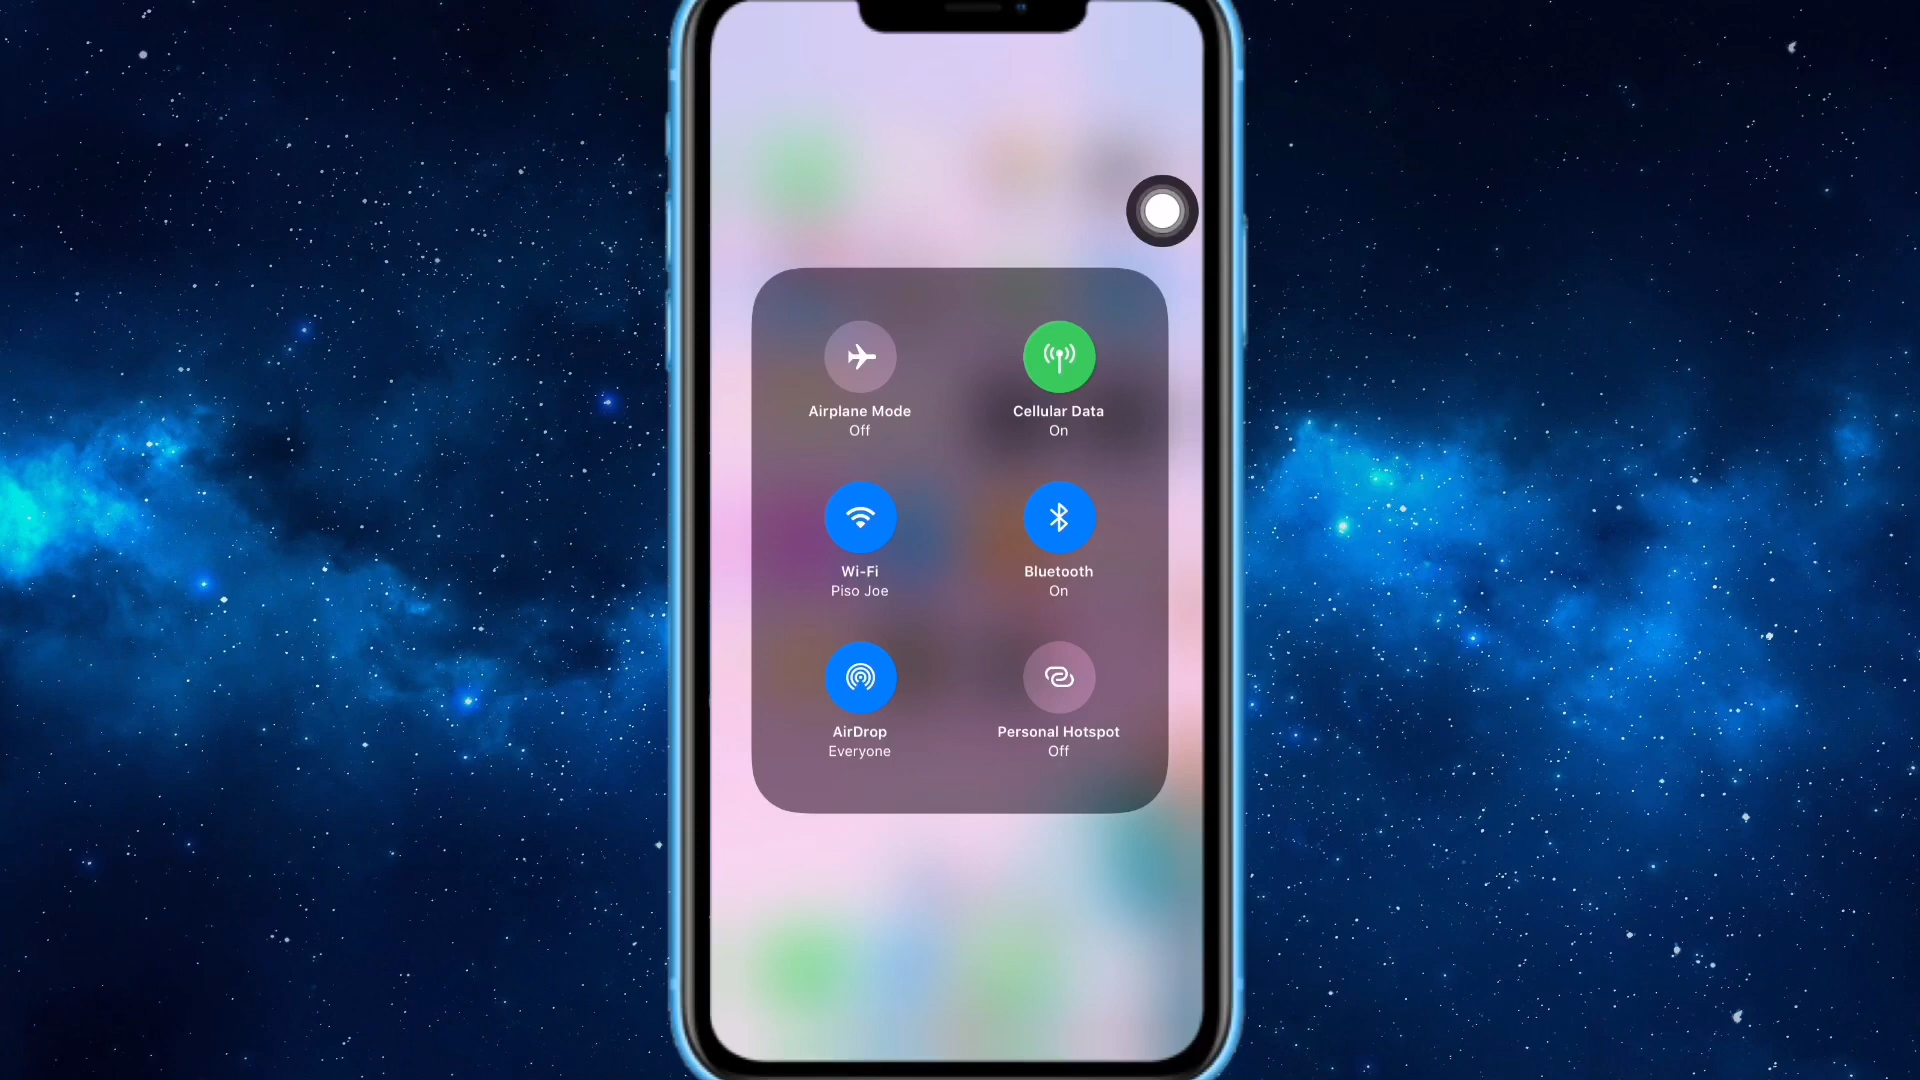 Airplane Mode
Off
Cellular Data
On
Wi-Fi
Piso Joe
Bluetooth
On
AirDrop
Everyone
Personal Hotspot
Off